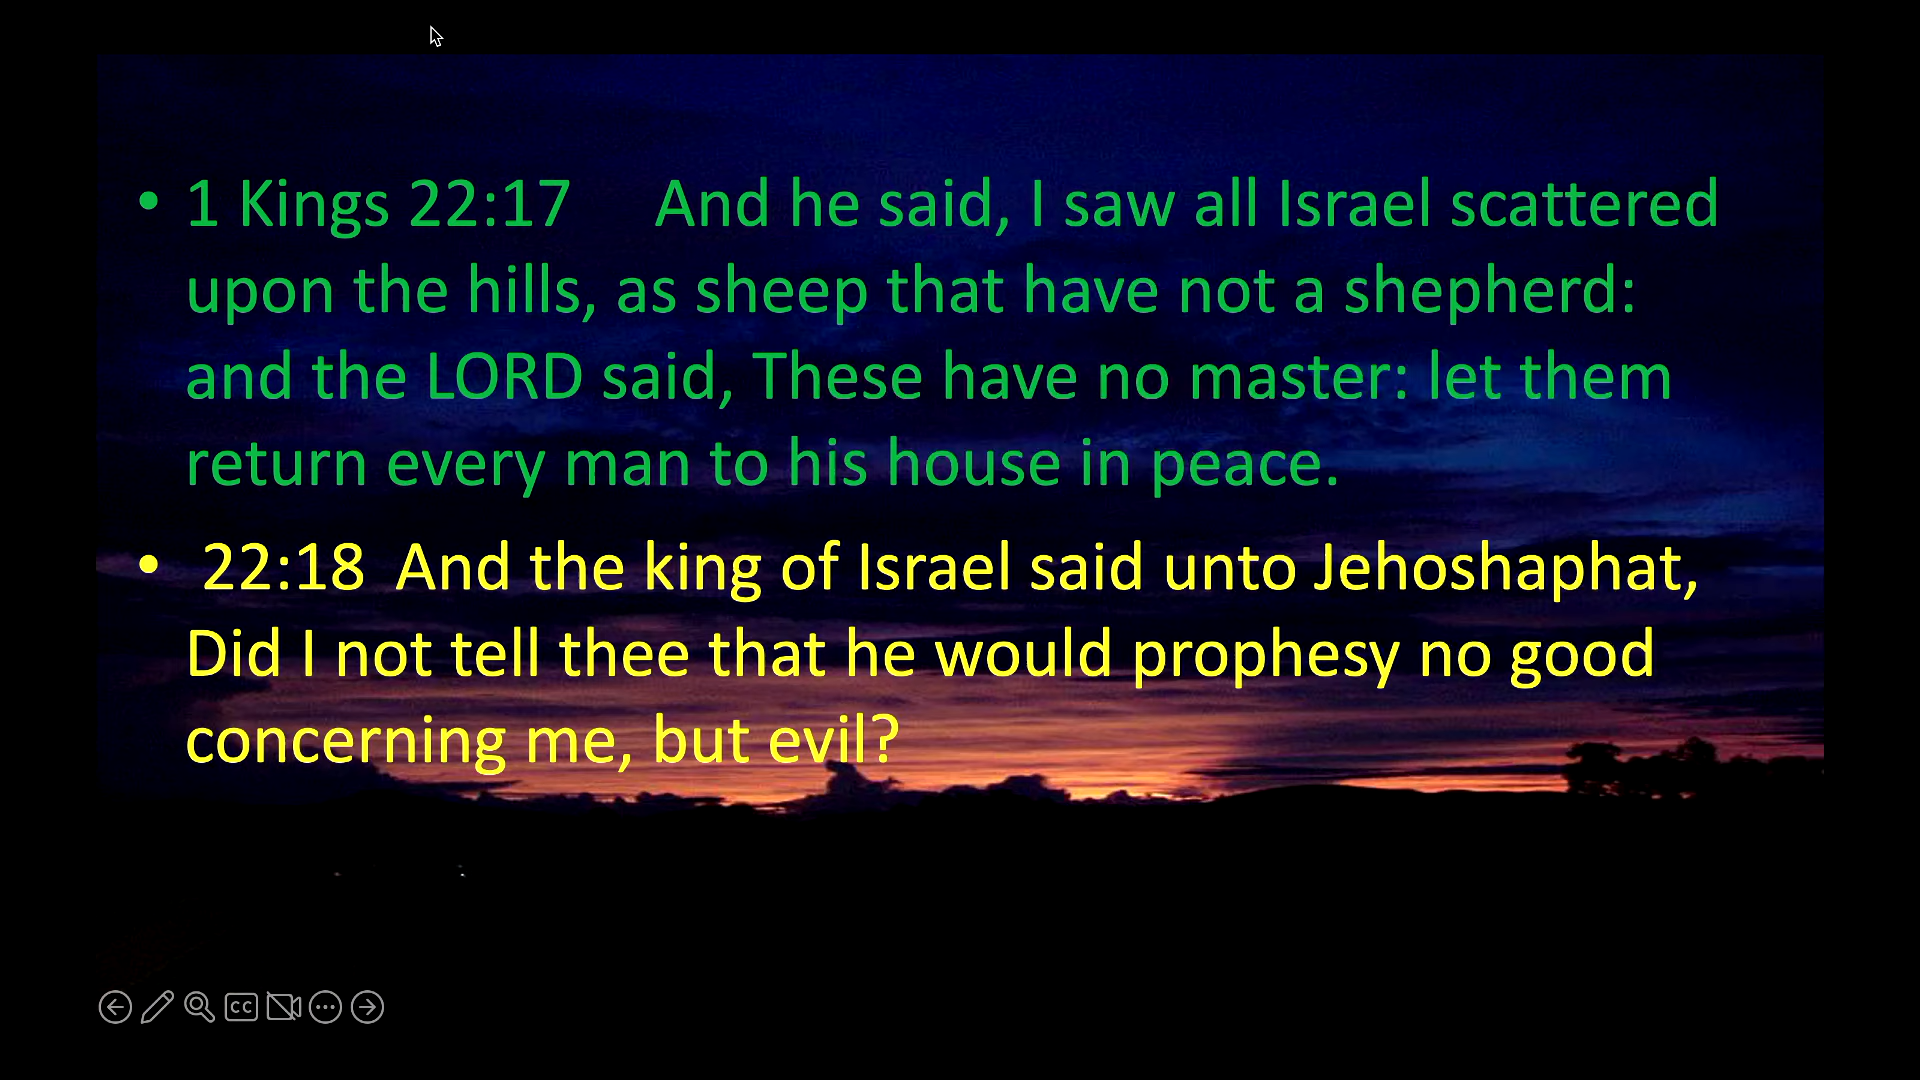 • 1 Kings 22:17 And he said, I saw all Israel scattered
upon the hills, as sheep that have not a shepherd:
and the LORD said, These have no master: let them
return every man to his house in peace.
• 22:18 And the king of Israel said unto Jehoshaphat,
Did I not tell thee that he would prophesy no good
concerning me, but evil?
CC